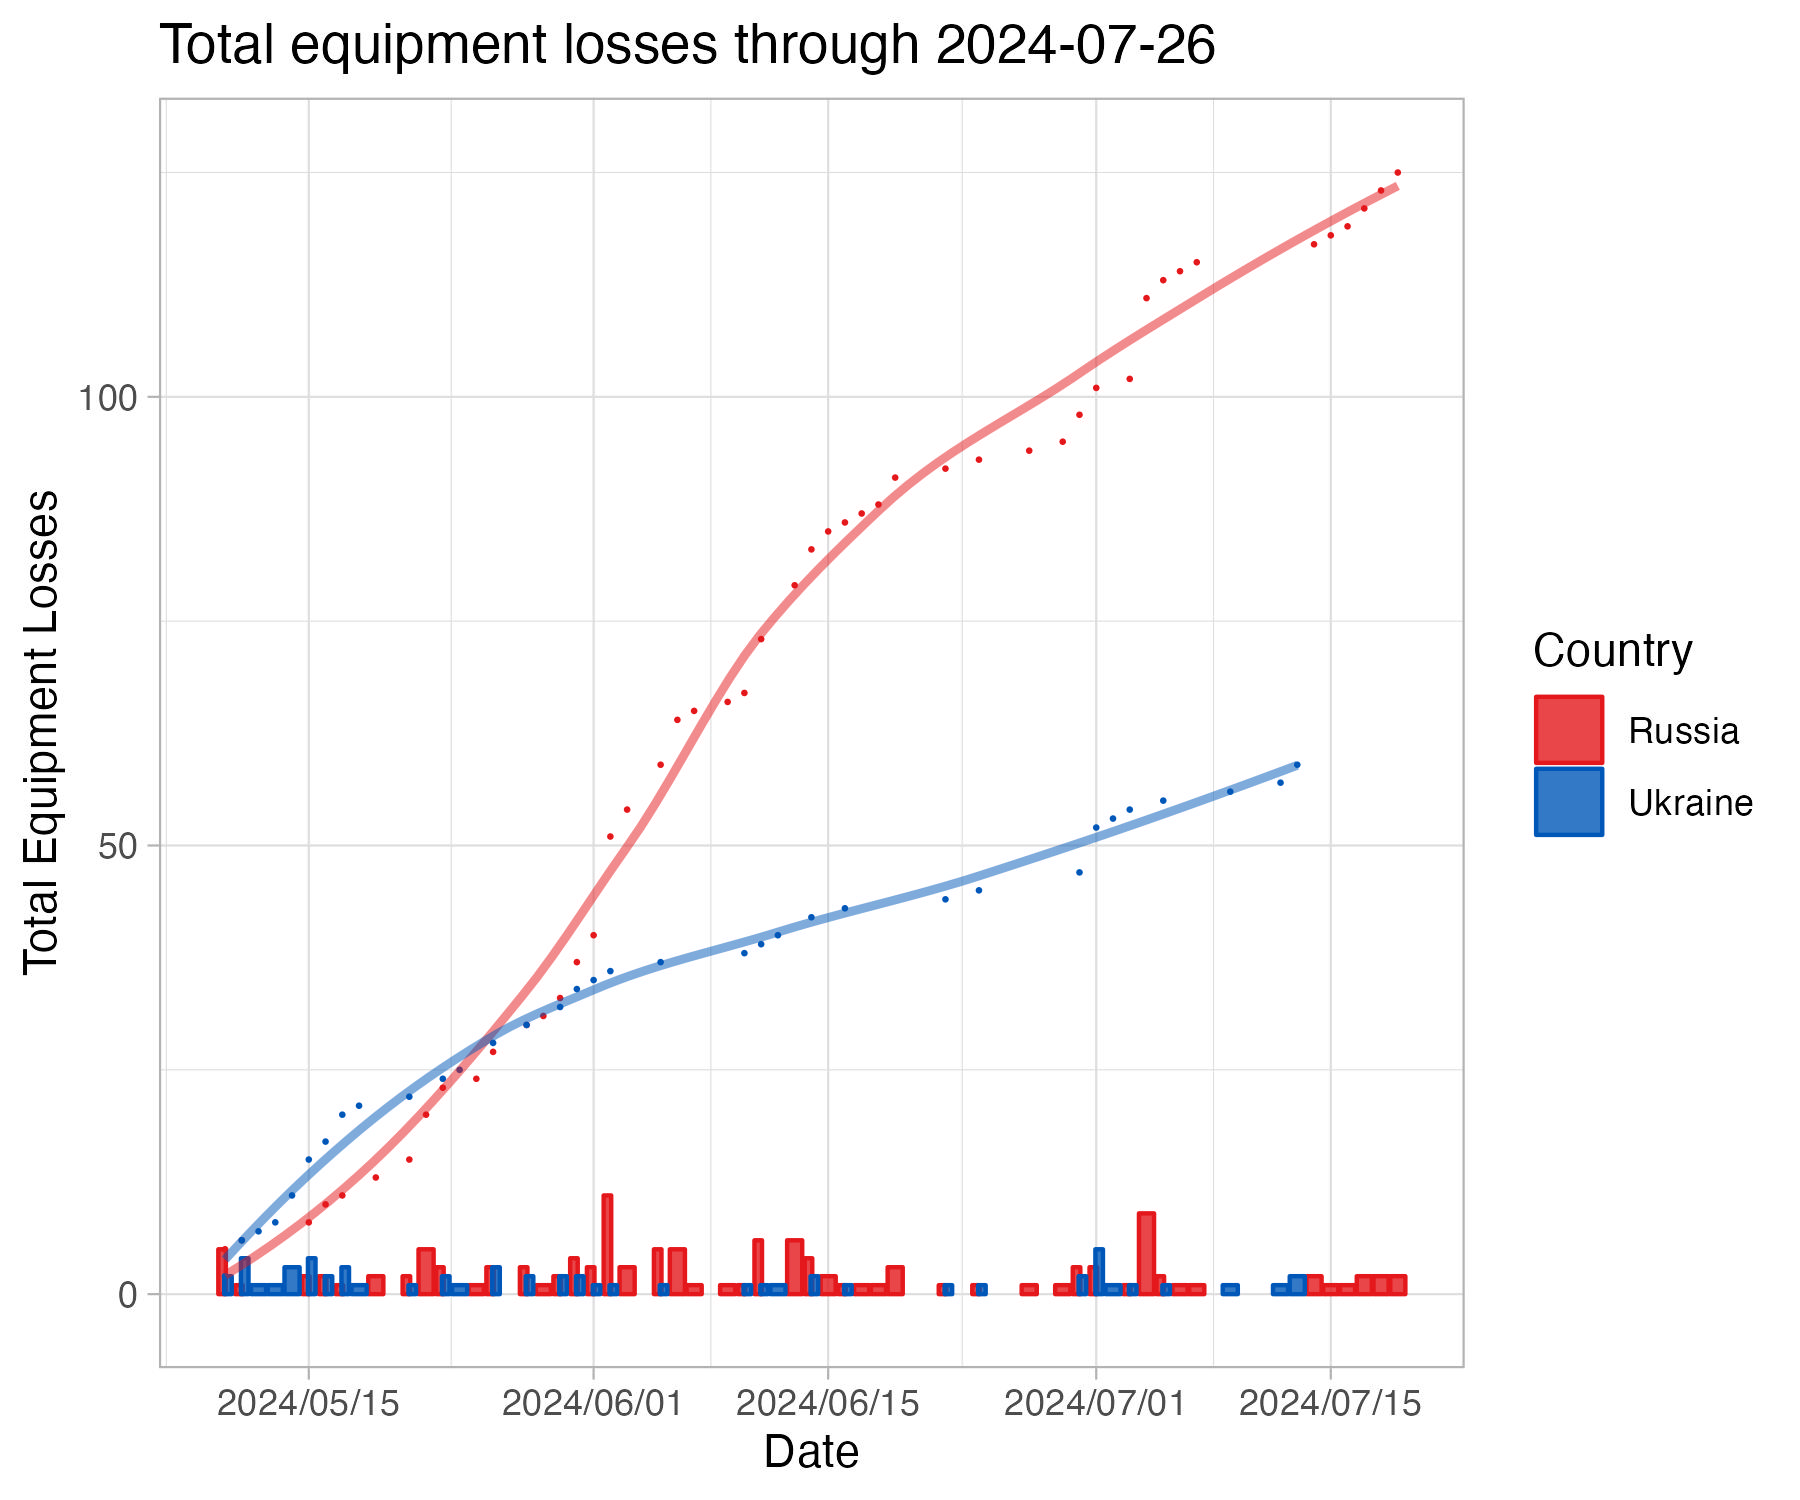 Total equipment losses through 2024-07-26
Total Equipment Losses
100
50
0
2024/05/15
2024/06/01
2024/06/15
2024/07/01
2024/07/15
Date
Country
Russia
Ukraine